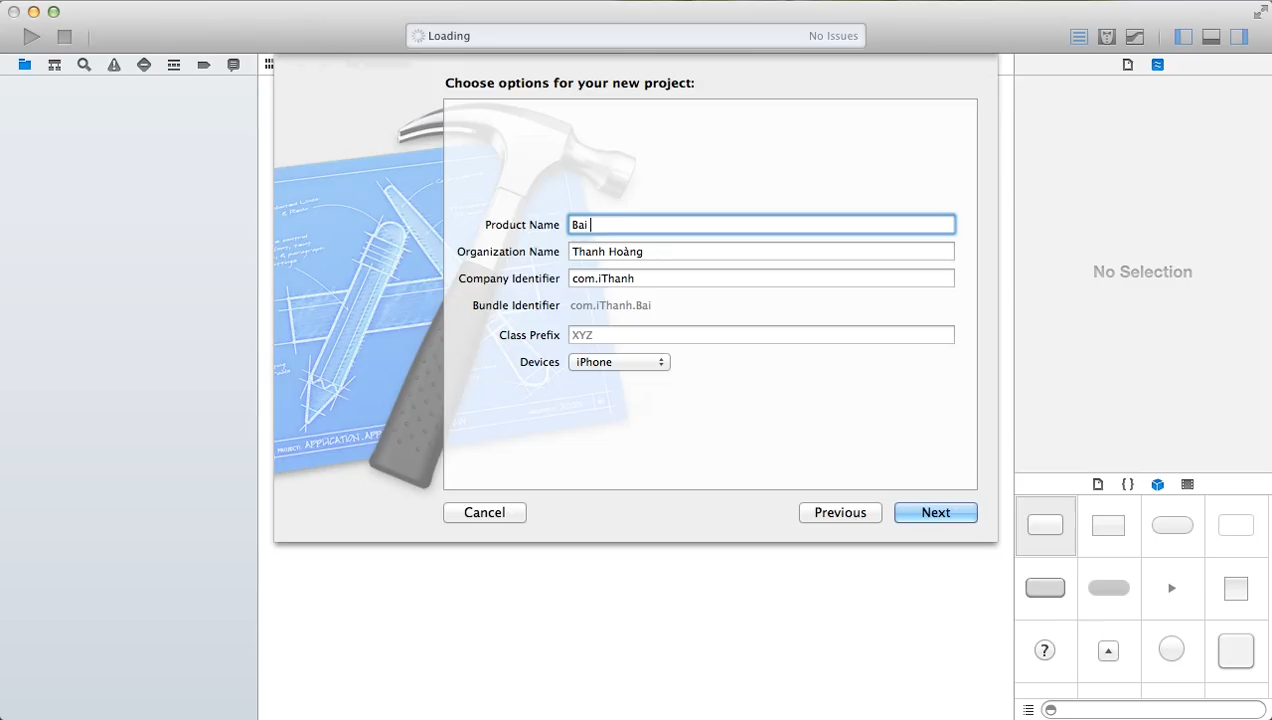 Loading
No Issues
Choose options for your new project:
Product Name
Bai
Organization Name
Thanh Hoàng
Company Identifier
com.iThanh
Bundle Identifier
com.iThanh.Bai
Class Prefix
XYZ
Devices
iPhone
Cancel
Previous
Next
No Selection
?